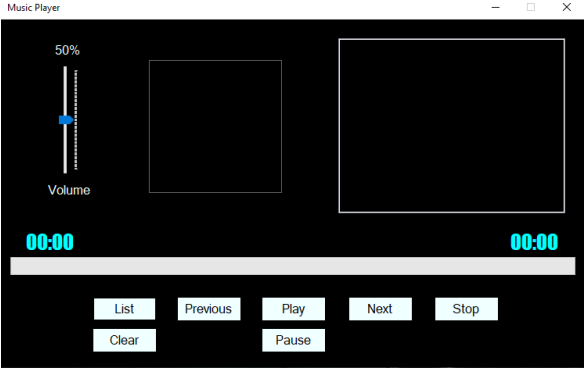 Music Player
50%
Volume
00:00 00:00
List Previous Play Next Stop
Clear Pause